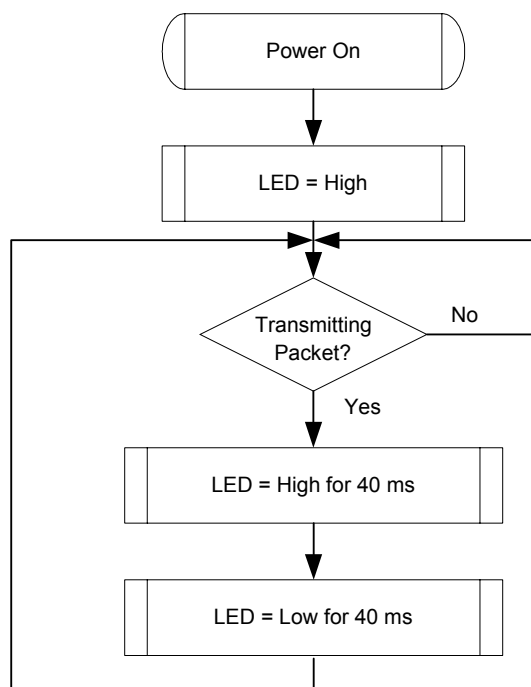 Power On
LED = High
Transmitting
Packet?
No
Yes
LED = High for 40 ms
LED = Low for 40 ms